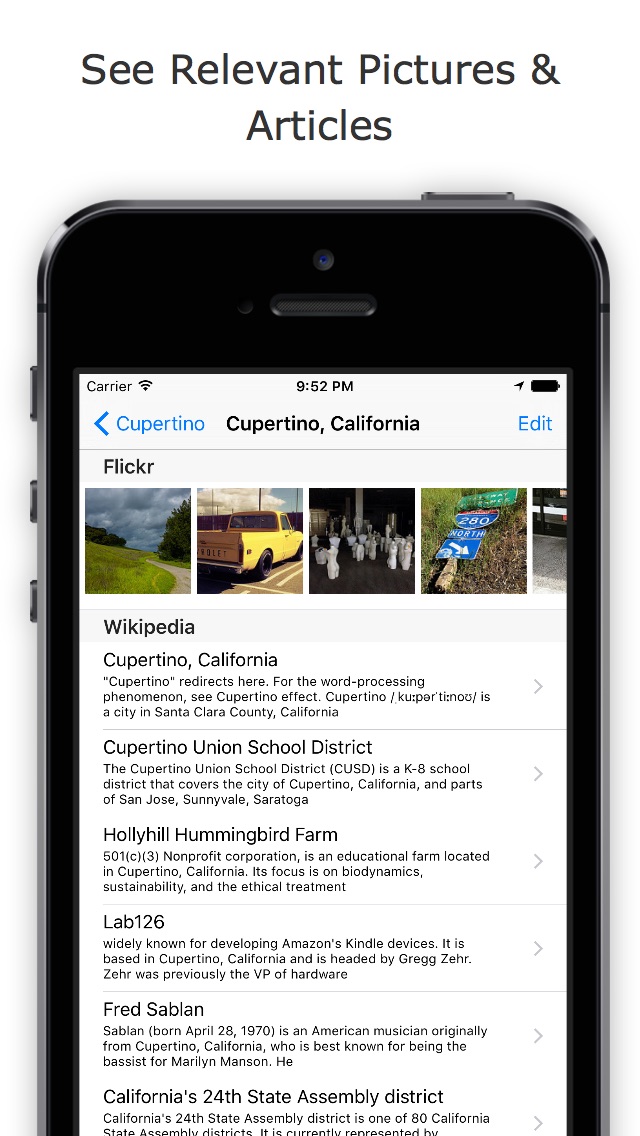 See Relevant Pictures &
Articles
Carrier
9:52 PM
Cupertino
Cupertino, California
Edit
Flickr
280
NORTH
Wikipedia
Cupertino, California
"Cupertino" redirects here. For the word-processing
phenomenon, see Cupertino effect. Cupertino /ˌkuːpərˈtiːnoʊ/ is
a city in Santa Clara County, California
Cupertino Union School District
The Cupertino Union School District (CUSD) is a K-8 school
district that covers the city of Cupertino, California, and parts
of San Jose, Sunnyvale, Saratoga
Hollyhill Hummingbird Farm
501(c)(3) Nonprofit corporation, is an educational farm located
in Cupertino, California. Its focus is on biodynamics,
sustainability, and the ethical treatment
Lab126
widely known for developing Amazon's Kindle devices. It is
based in Cupertino, California and is headed by Gregg Zehr.
Zehr was previously the VP of hardware
Fred Sablan
Sablan (born April 28, 1970) is an American musician originally
from Cupertino, California, who is best known for being the
bassist for Marilyn Manson. He
California's 24th State Assembly district
California's 24th State Assembly district is one of 80 California
State Assembly districts. It is currently represented by